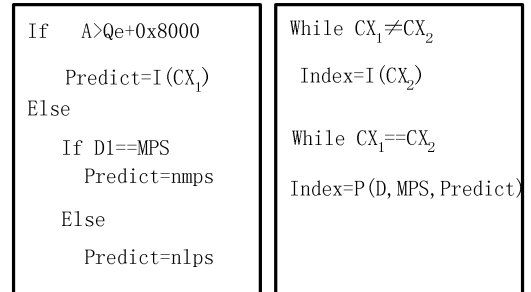 If A>Qe+0x8000
Predict=I(CX₁)
Else
If D1==MPS
Predict=nmps
Else
Predict=nlps
While CX₁≠CX₂
Index=I(CX₂)
While CX₁==CX₂
Index=P(D,MPS,Predict)